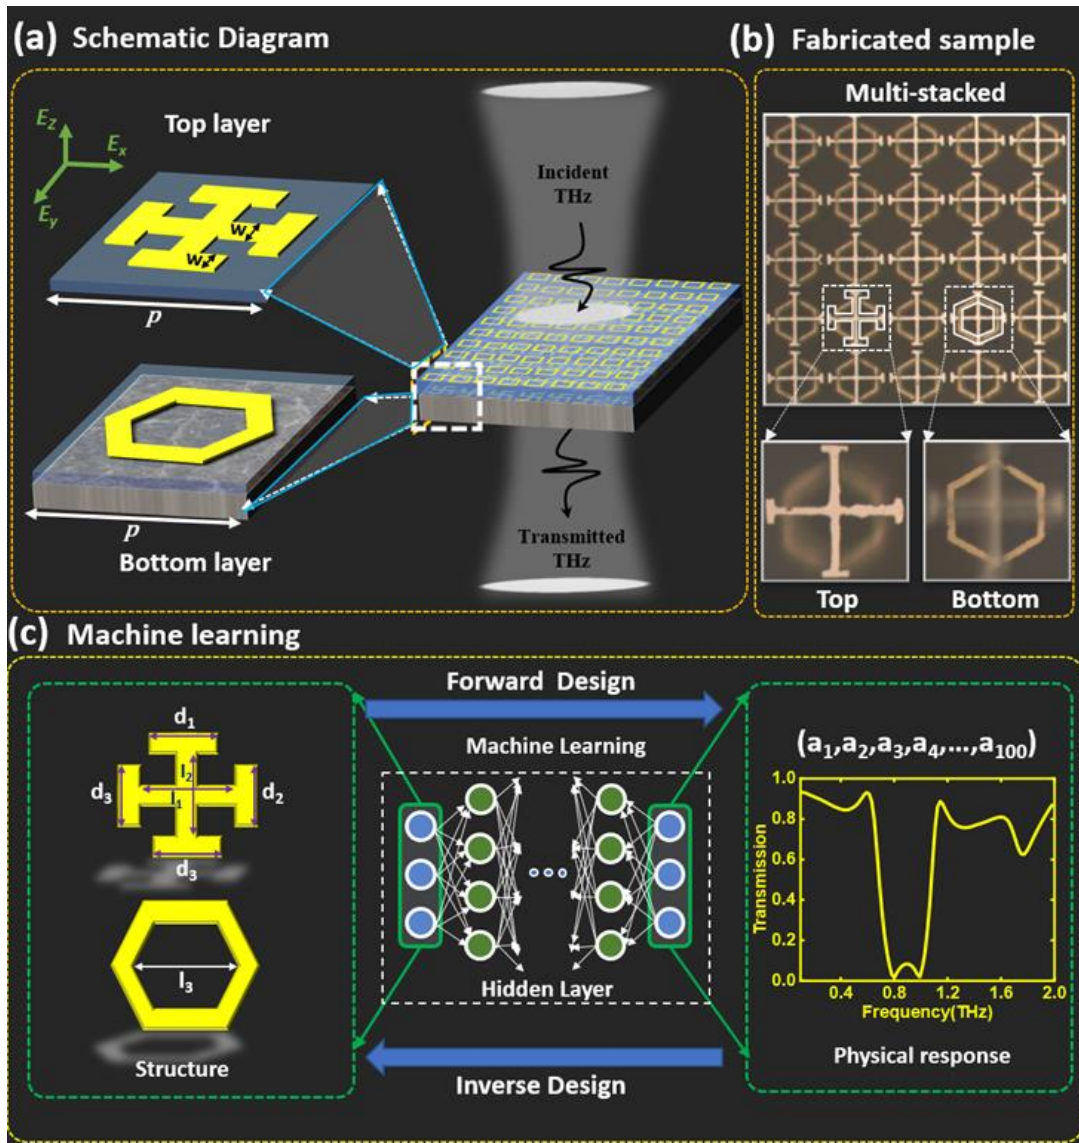 (a) Schematic Diagram
Top layer
E_Z
E_x
E_y
w
w
p
p
Bottom layer
Incident
THz
Transmitted
THz
(b) Fabricated sample
Multi-stacked
Top
Bottom
(c) Machine learning
d₁
l₂
d₃
l₁
d₂
d₃
l₃
Structure
Forward Design
Machine Learning
Hidden Layer
Inverse Design
(a₁,a₂,a₃,a₄,...,a₁₀₀)
1.0
0.8
0.6
0.4
0.2
0.0
Transmission
0.4
0.8
1.2
1.6
2.0
Frequency(THz)
Physical response